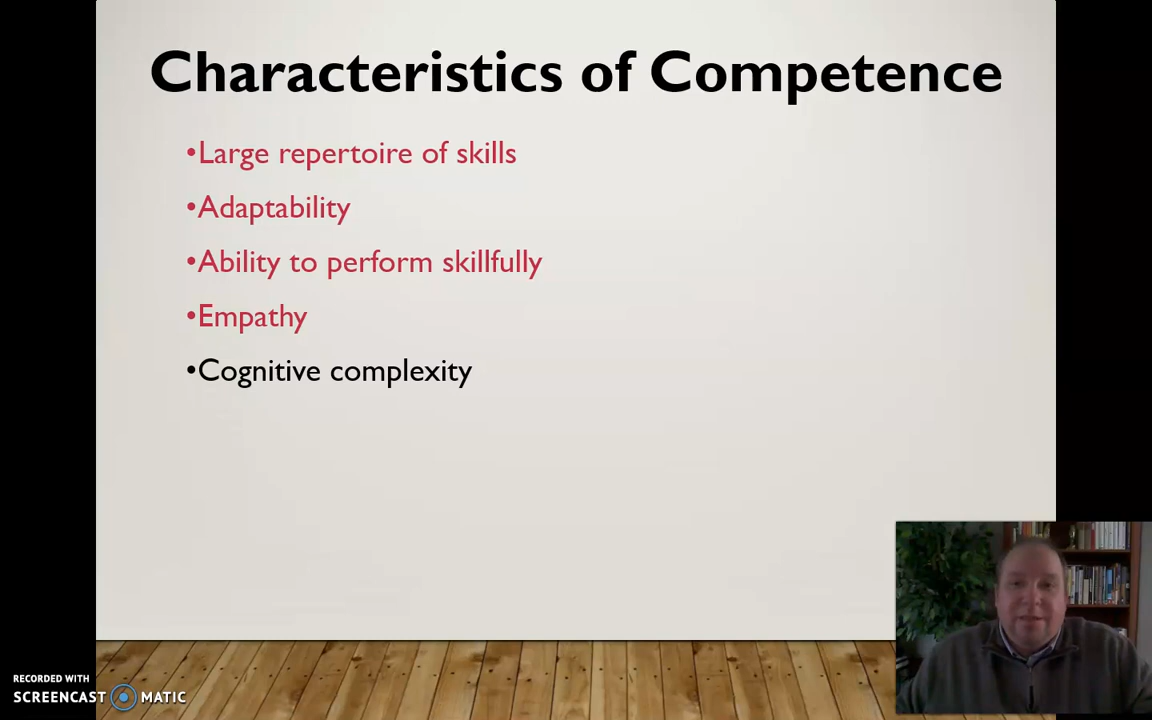 Characteristics of Competence
•Large repertoire of skills
•Adaptability
•Ability to perform skillfully
•Empathy
•Cognitive complexity
RECORDED WITH
SCREENCAST MATIC